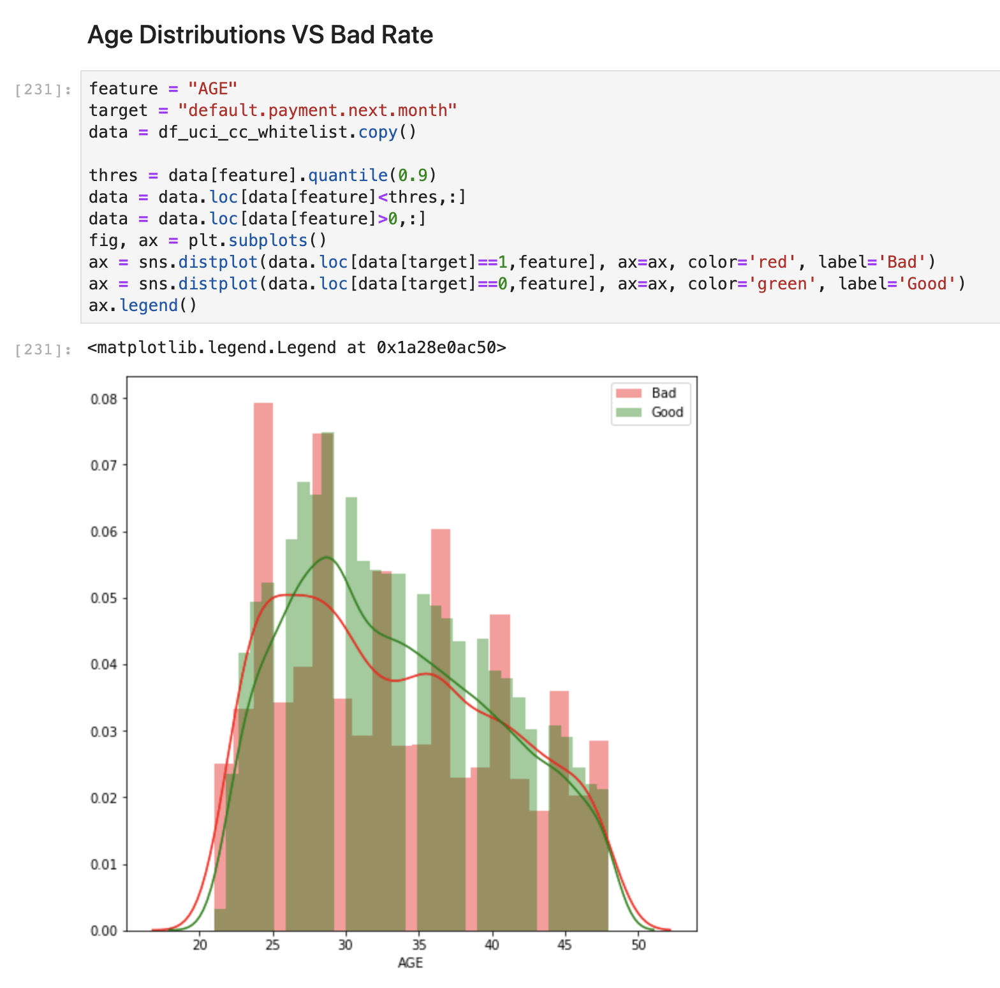 Age Distributions VS Bad Rate
[231]:
feature = "AGE"
target = "default.payment.next.month"
data = df_uci_cc_whitelist.copy()
thres = data[feature].quantile(0.9)
data = data.loc[data[feature]<thres,:]
data = data.loc[data[feature]>0,:]
fig, ax = plt.subplots()
ax = sns.distplot(data.loc[data[target]==1,feature], ax=ax, color='red', label='Bad')
ax = sns.distplot(data.loc[data[target]==0,feature], ax=ax, color='green', label='Good')
ax.legend()
[231]:
<matplotlib.legend.Legend at 0x1a28e0ac50>
Bad
Good
0.08
0.07
0.06
0.05
0.04
0.03
0.02
0.01
0.00
20 25 30 35 40 45 50
AGE